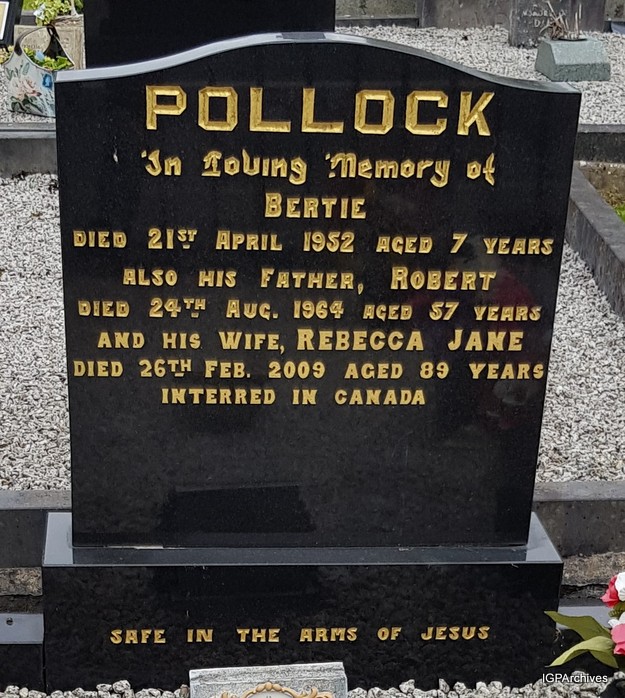 POLLOCK
In Loving Memory of
BERTIE
DIED 21ST APRIL 1952 AGED 7 YEARS
ALSO HIS FATHER, ROBERT
DIED 24TH AUG. 1964 AGED 57 YEARS
AND HIS WIFE, REBECCA JANE
DIED 26TH FEB. 2009 AGED 89 YEARS
INTERRED IN CANADA
SAFE IN THE ARMS OF JESUS
IGPArchives